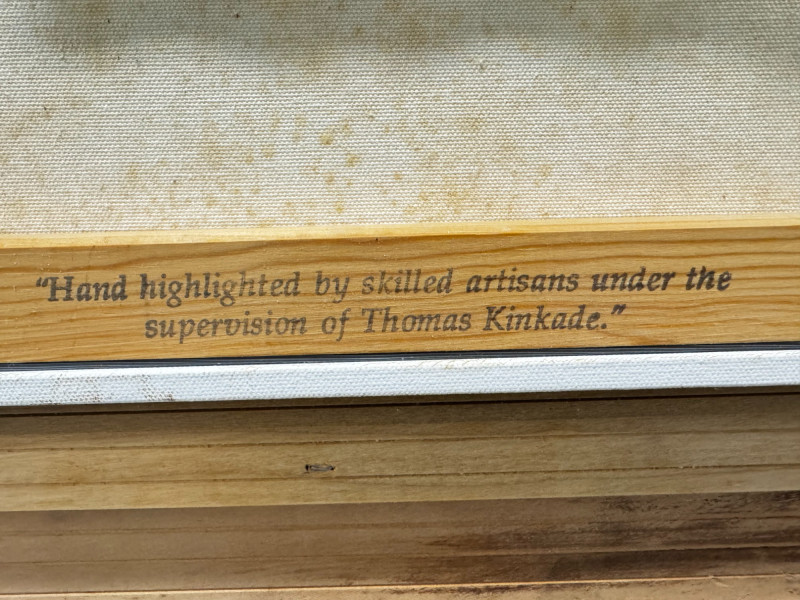 “Hand highlighted by skilled artisans under the
supervision of Thomas Kinkade.”